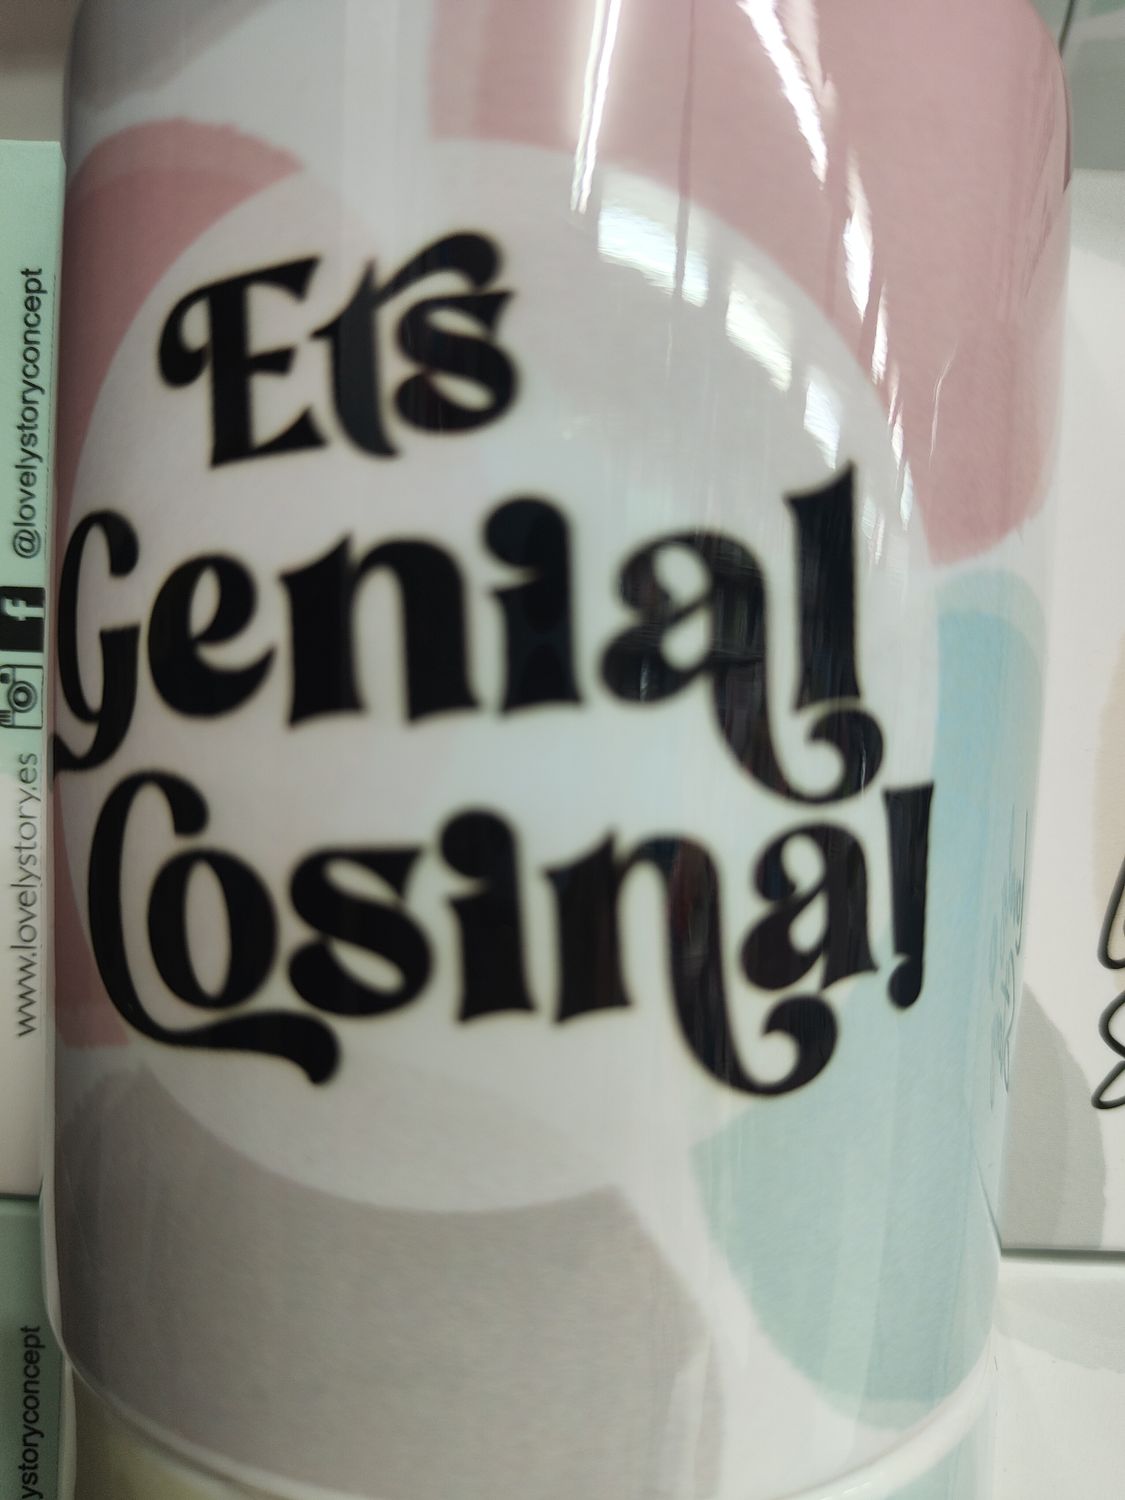 Ets
Genial
Cosina!
@lovelystoryconcept
www.lovelystory.es
ystoryconcept